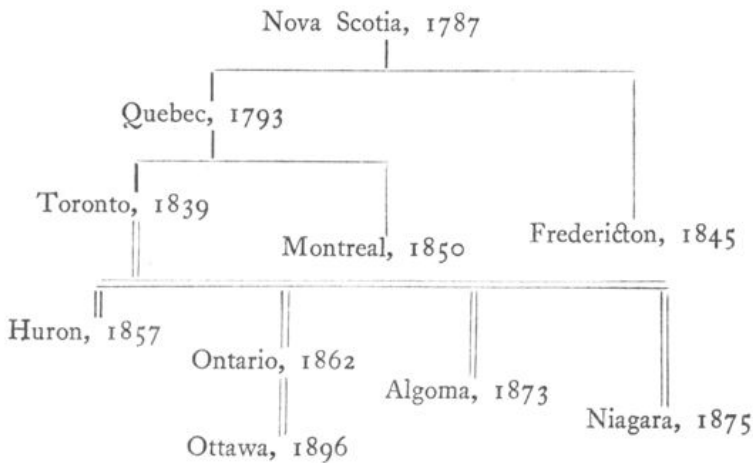 Nova Scotia, 1787
Quebec, 1793
Toronto, 1839
Montreal, 1850
Fredericton, 1845
Huron, 1857
Ontario, 1862
Algoma, 1873
Niagara, 1875
Ottawa, 1896